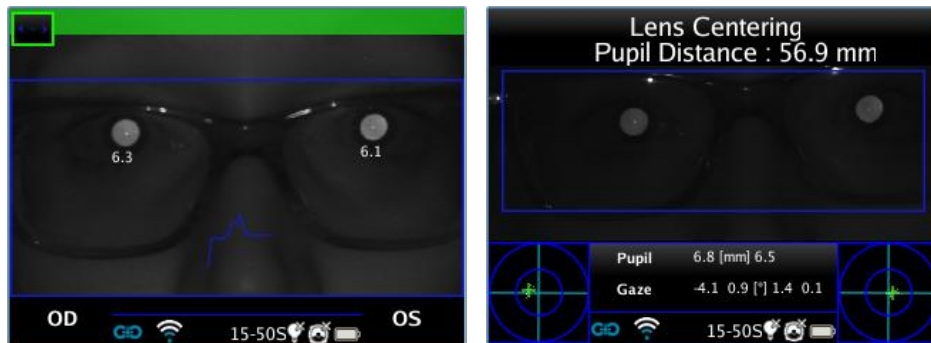 6.3
6.1
OD
OS
15-50S
Lens Centering
Pupil Distance : 56.9 mm
Pupil 6.8 [mm] 6.5
Gaze -4.1 0.9 [°] 1.4 0.1
15-50S